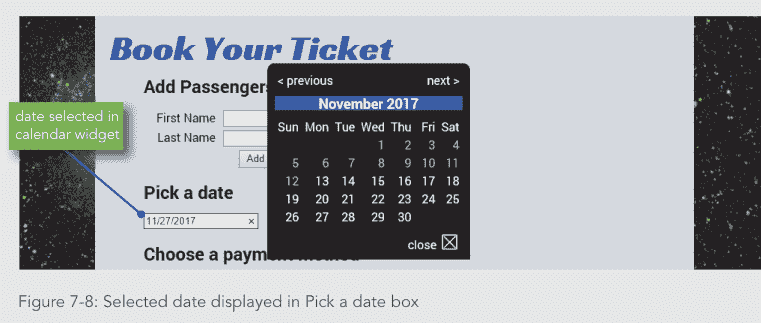 Book Your Ticket
Add Passengers
First Name
Last Name
Add
date selected in
calendar widget
Pick a date
11/27/2017 ×
Choose a payment method
< previous next >
November 2017
Sun Mon Tue Wed Thu Fri Sat
1 2 3 4
5 6 7 8 9 10 11
12 13 14 15 16 17 18
19 20 21 22 23 24 25
26 27 28 29 30
close
Figure 7-8: Selected date displayed in Pick a date box